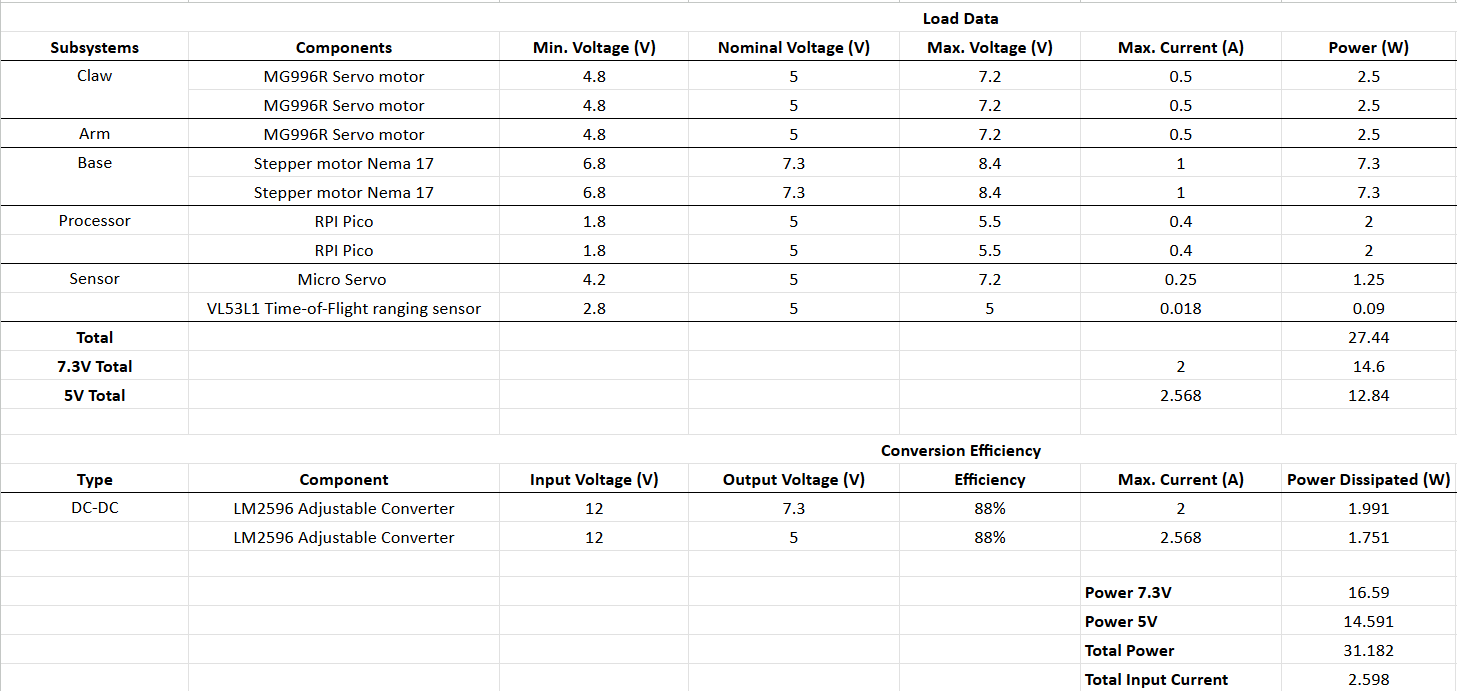 Load Data
Subsystems Components Min. Voltage (V) Nominal Voltage (V) Max. Voltage (V) Max. Current (A) Power (W)
Claw MG996R Servo motor 4.8 5 7.2 0.5 2.5
MG996R Servo motor 4.8 5 7.2 0.5 2.5
Arm MG996R Servo motor 4.8 5 7.2 0.5 2.5
Base Stepper motor Nema 17 6.8 7.3 8.4 1 7.3
Stepper motor Nema 17 6.8 7.3 8.4 1 7.3
Processor RPI Pico 1.8 5 5.5 0.4 2
RPI Pico 1.8 5 5.5 0.4 2
Sensor Micro Servo 4.2 5 7.2 0.25 1.25
VL53L1 Time-of-Flight ranging sensor 2.8 5 5 0.018 0.09
Total 27.44
7.3V Total 2 14.6
5V Total 2.568 12.84
Conversion Efficiency
Type Component Input Voltage (V) Output Voltage (V) Efficiency Max. Current (A) Power Dissipated (W)
DC-DC LM2596 Adjustable Converter 12 7.3 88% 2 1.991
LM2596 Adjustable Converter 12 5 88% 2.568 1.751
Power 7.3V 16.59
Power 5V 14.591
Total Power 31.182
Total Input Current 2.598